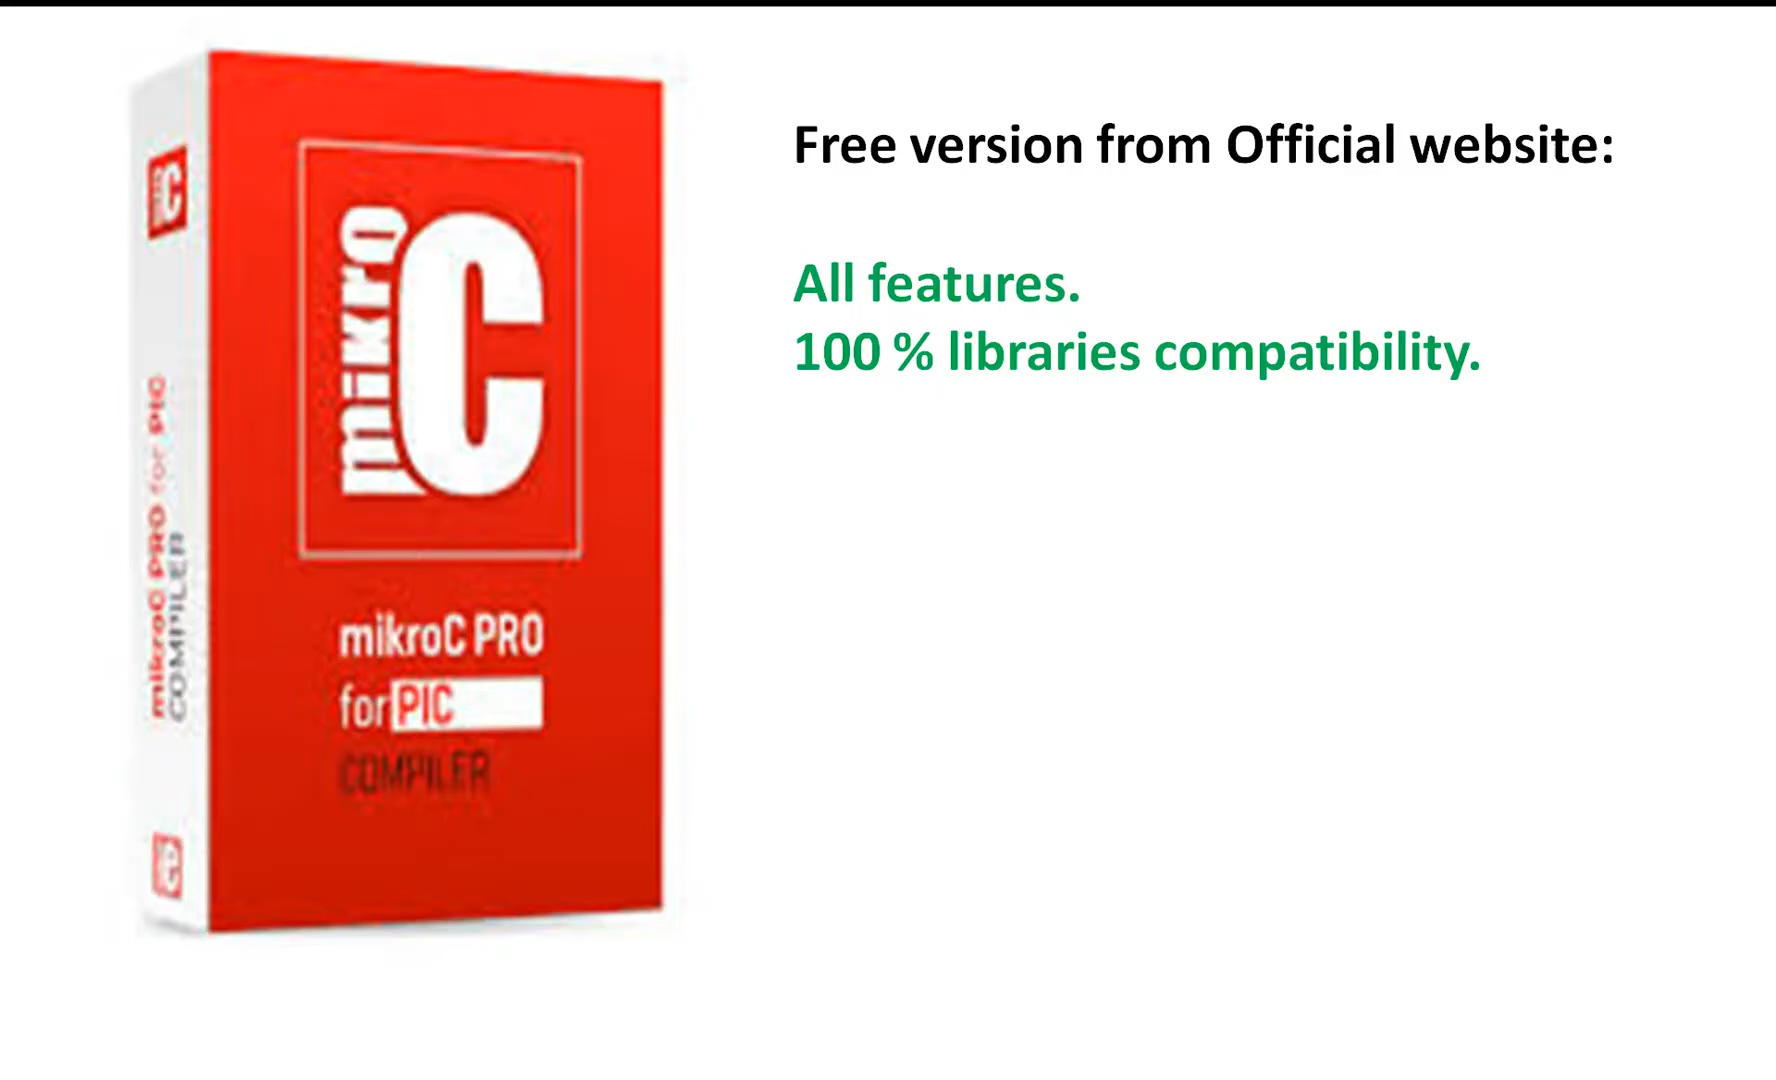 mikroC
mikroC PRO for PIC
COMPILER
mikro C
mikroC PRO
for PIC
COMPILER
Free version from Official website:
All features.
100 % libraries compatibility.